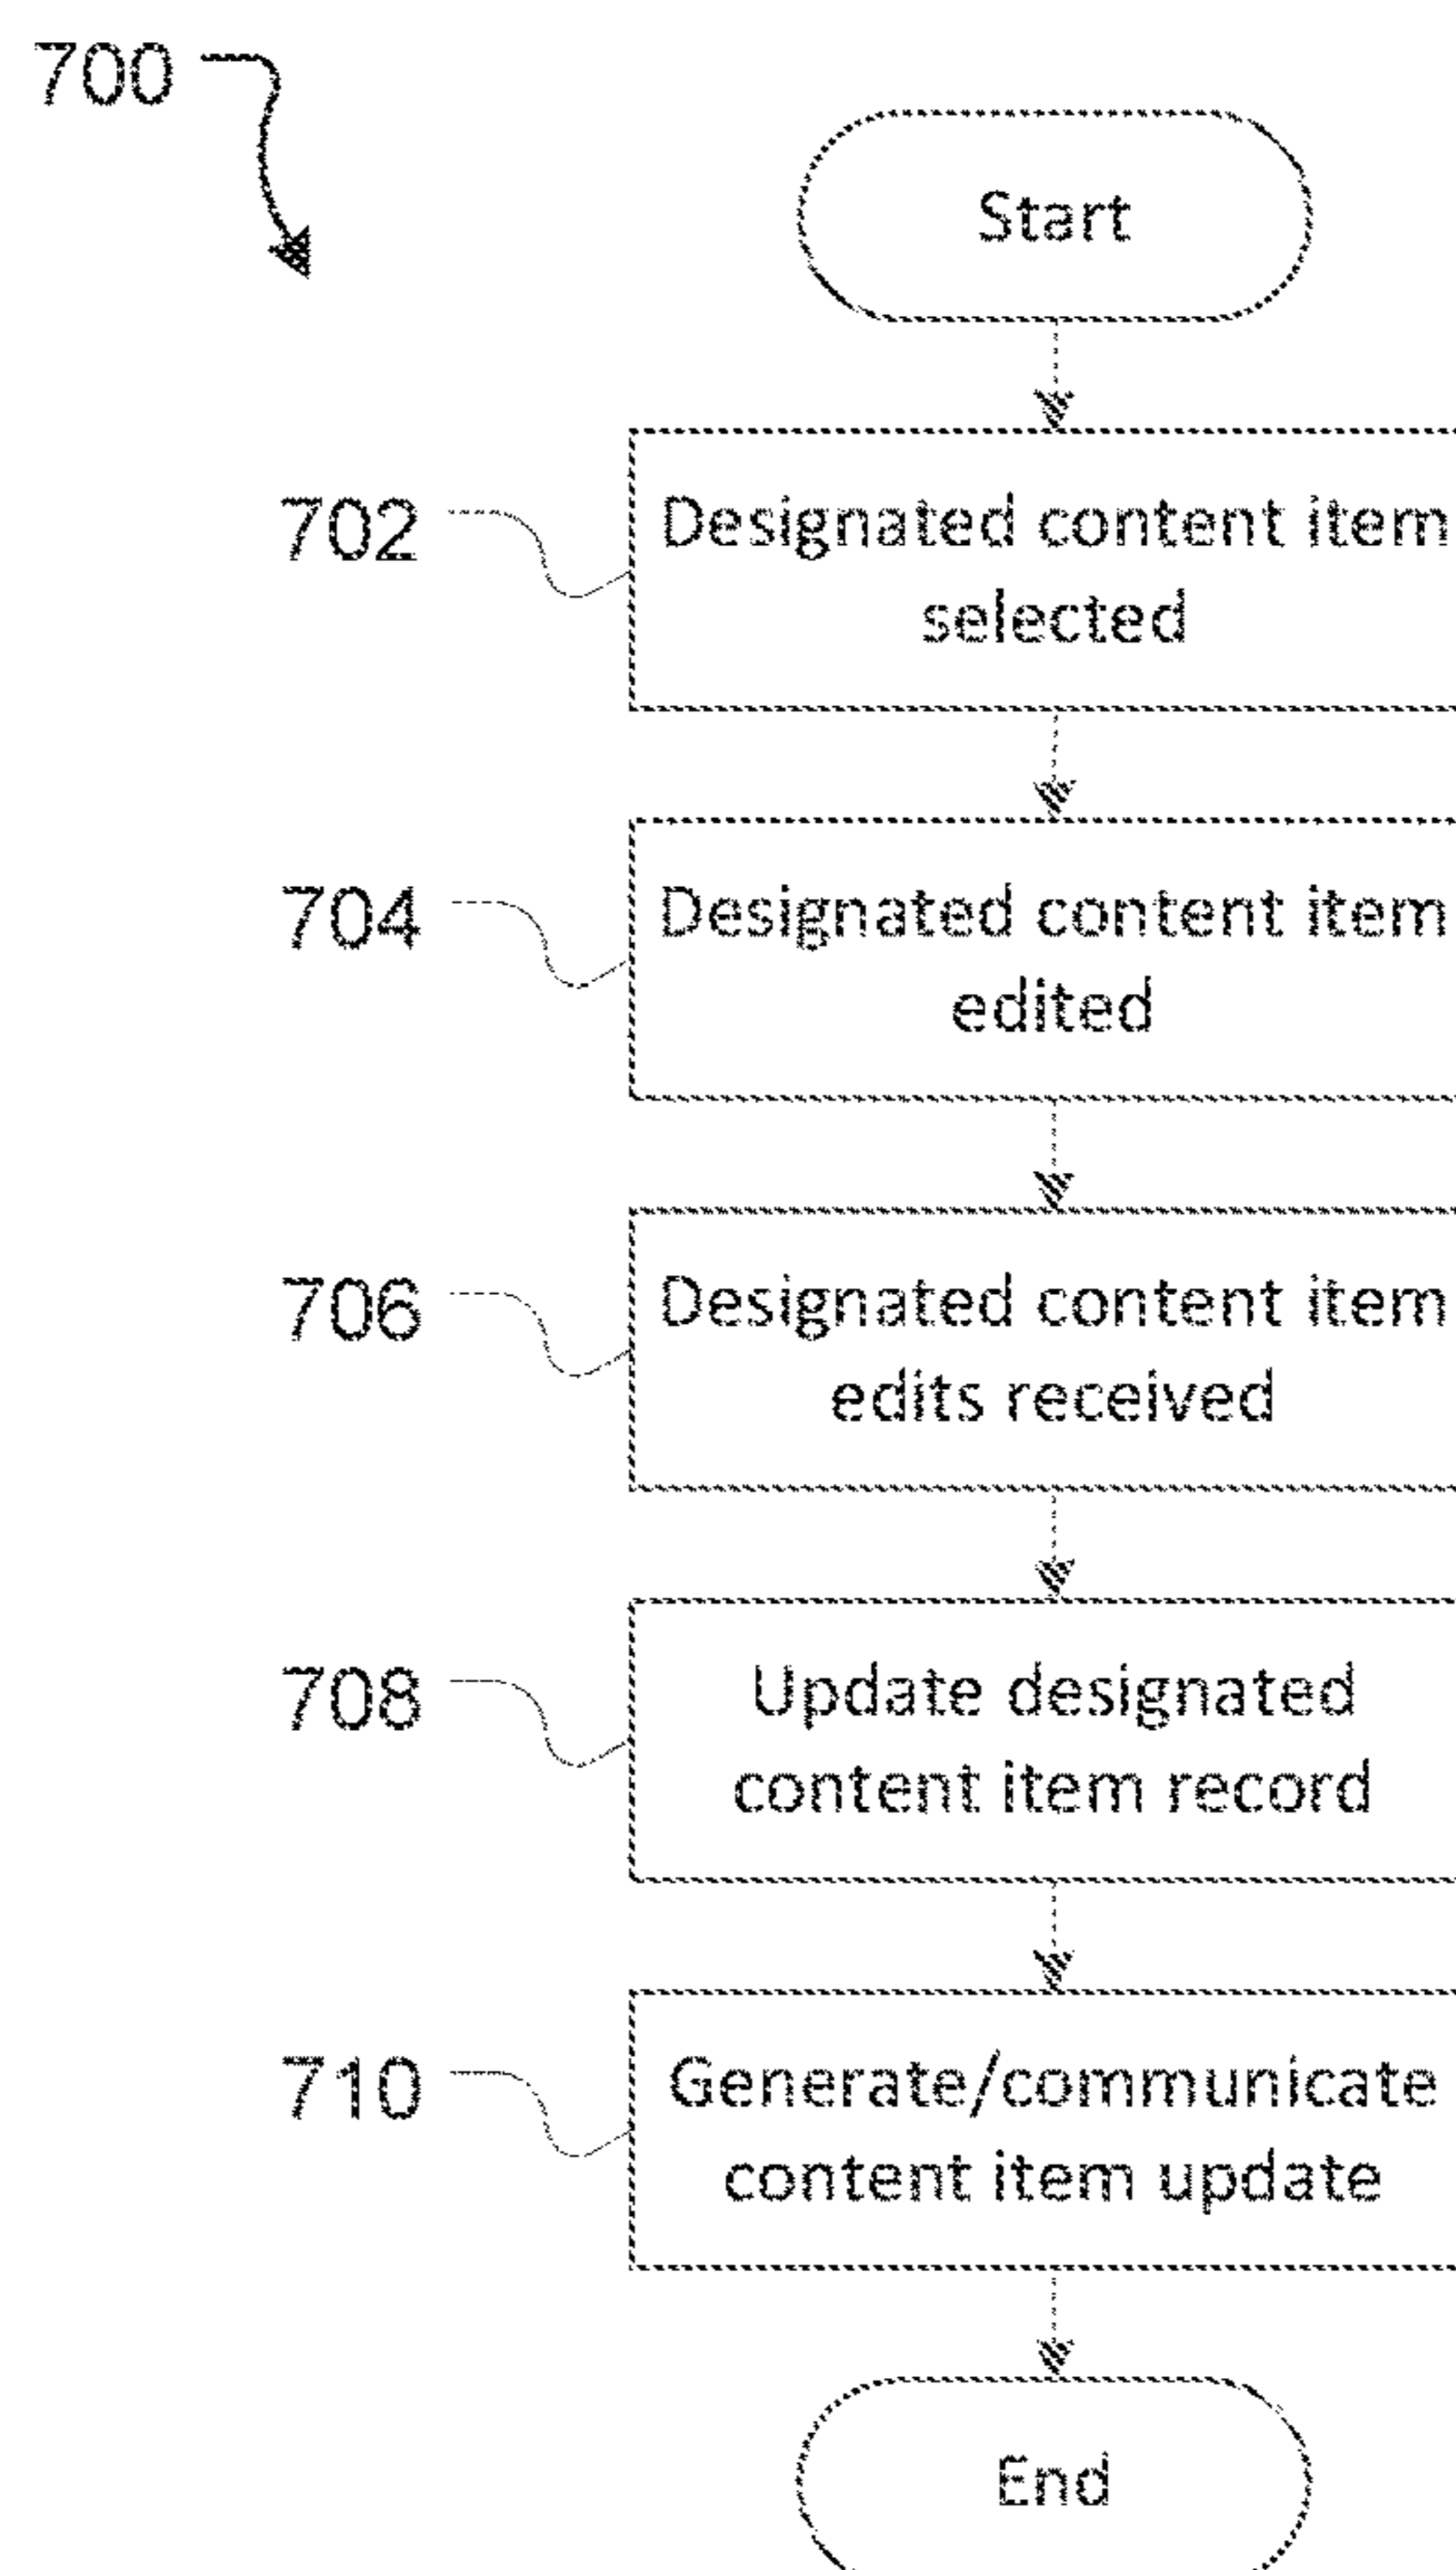 700
Start
702
Designated content item
selected
704
Designated content item
edited
706
Designated content item
edits received
708
Update designated
content item record
710
Generate/communicate
content item update
End